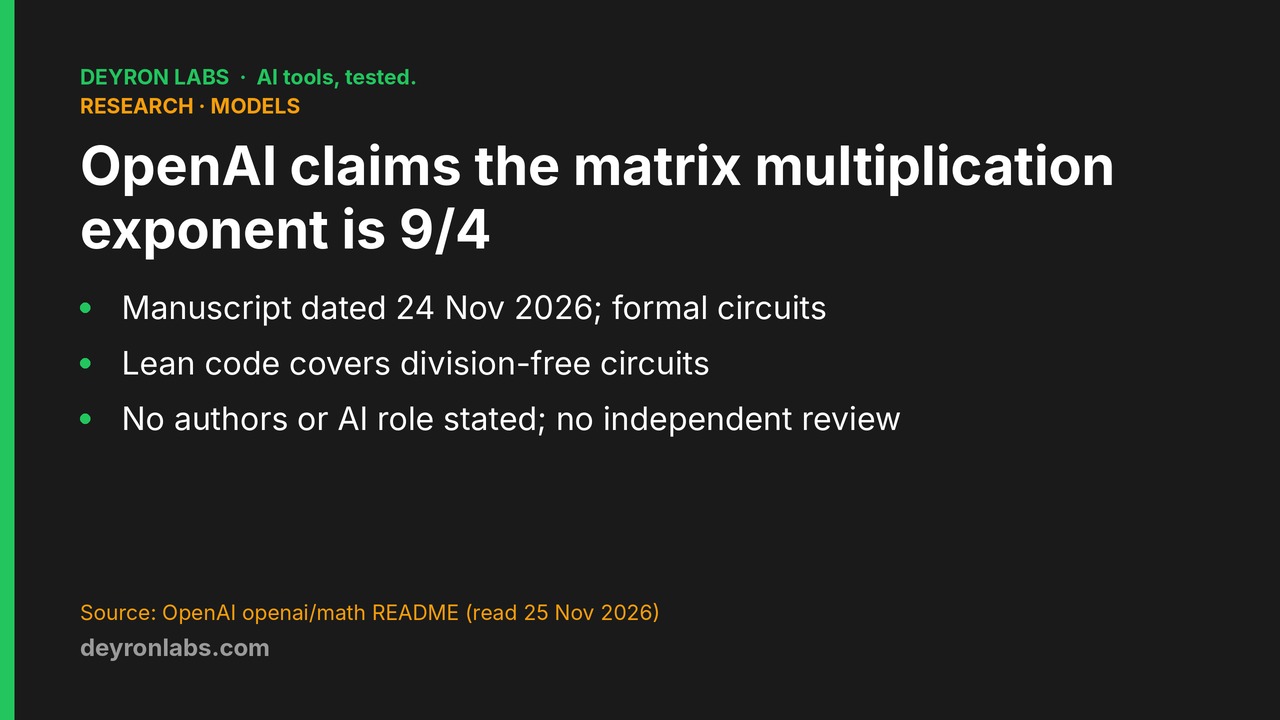 DEYRON LABS · AI tools, tested.
RESEARCH · MODELS
OpenAI claims the matrix multiplication
exponent is 9/4
• Manuscript dated 24 Nov 2026; formal circuits
• Lean code covers division-free circuits
• No authors or AI role stated; no independent review
Source: OpenAI openai/math README (read 25 Nov 2026)
deyronlabs.com